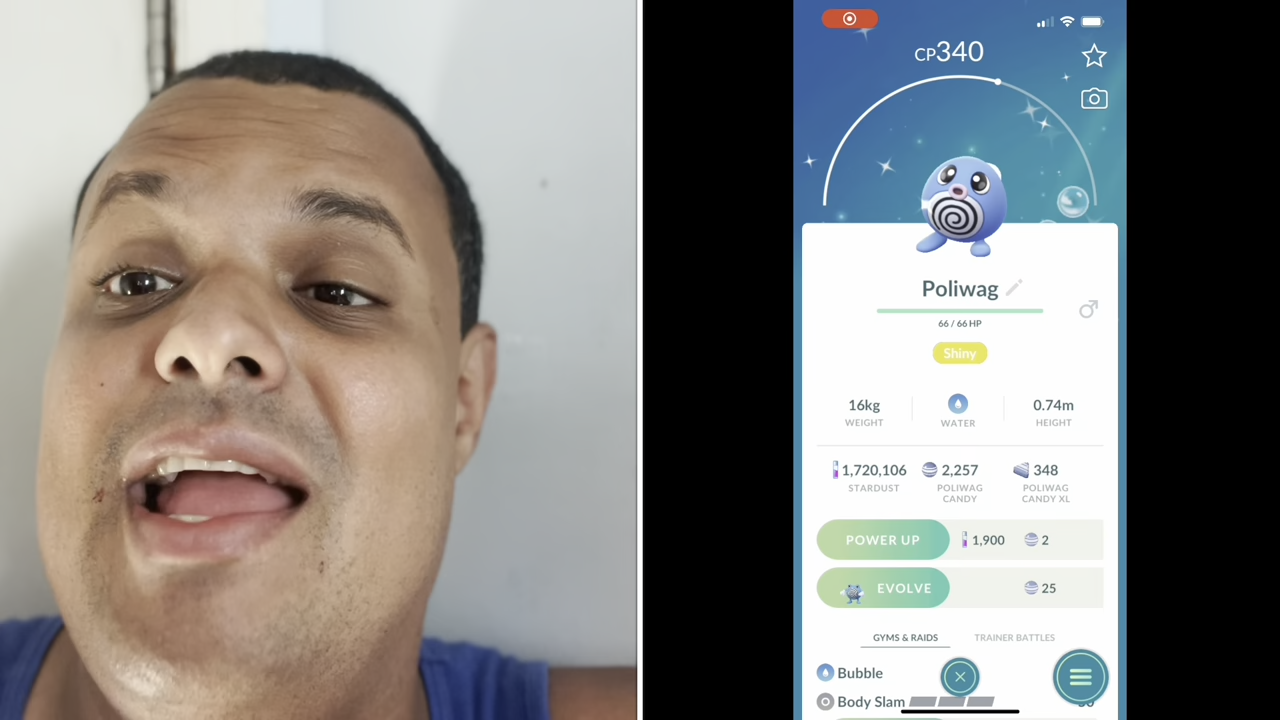 CP340
Poliwag
66 / 66 HP
Shiny
16kg
WEIGHT
WATER
0.74m
HEIGHT
1,720,106
STARDUST
2,257
POLIWAG
CANDY
348
POLIWAG
CANDY XL
POWER UP
1,900
2
EVOLVE
25
GYMS & RAIDS
TRAINER BATTLES
Bubble
Body Slam